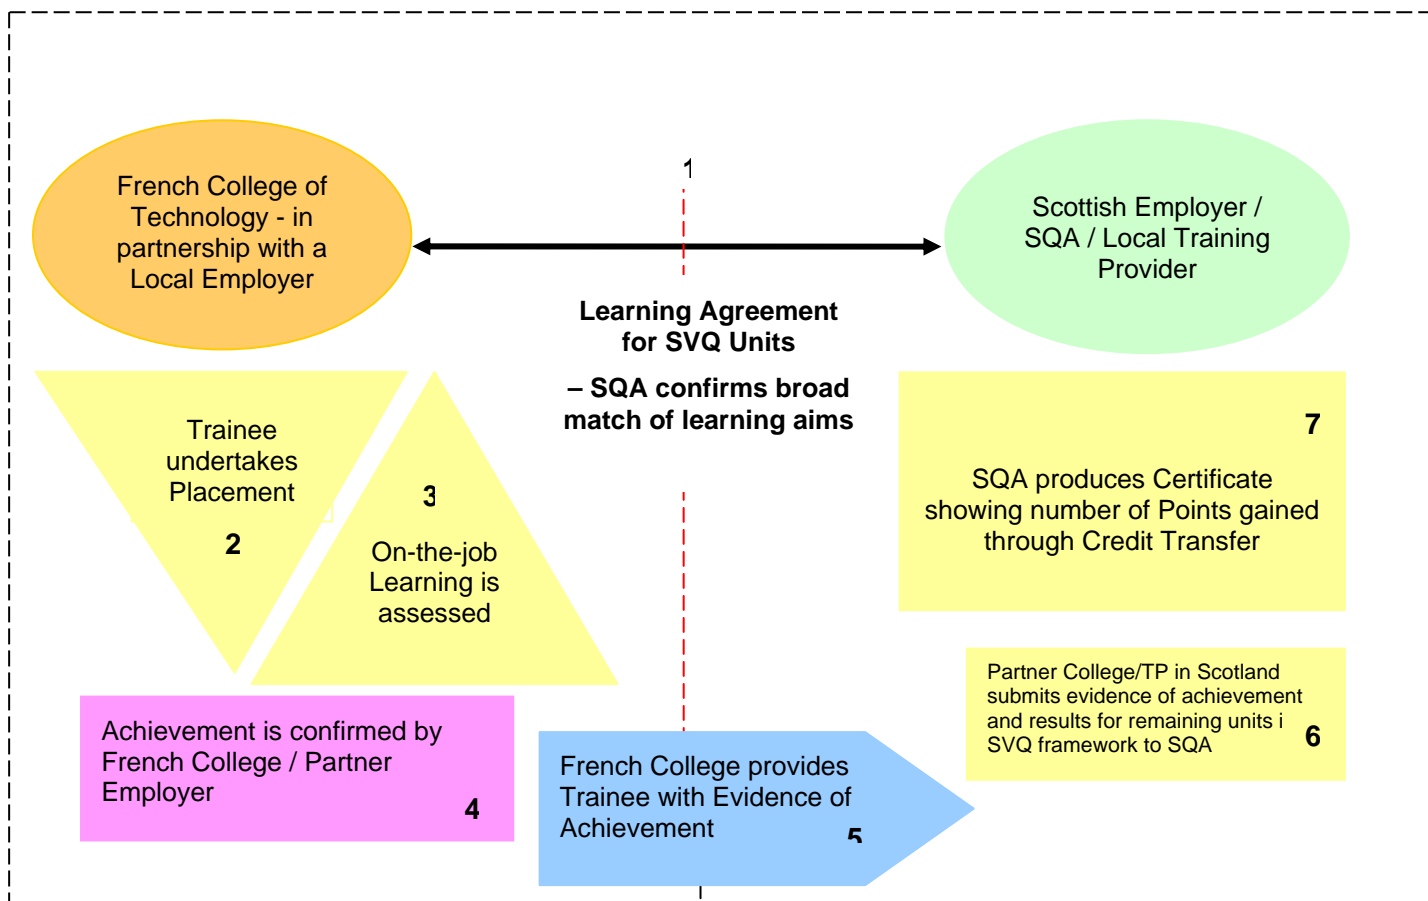 1
French College of
Technology - in
partnership with a
Local Employer
Scottish Employer /
SQA / Local Training
Provider
Learning Agreement
for SVQ Units
– SQA confirms broad
match of learning aims
Trainee
undertakes
Placement
2
3
On-the-job
Learning is
assessed
Achievement is confirmed by
French College / Partner
Employer
4
French College provides
Trainee with Evidence of
Achievement
5
Partner College/TP in Scotland
submits evidence of achievement
and results for remaining units i
SVQ framework to SQA
6
7
SQA produces Certificate
showing number of Points gained
through Credit Transfer